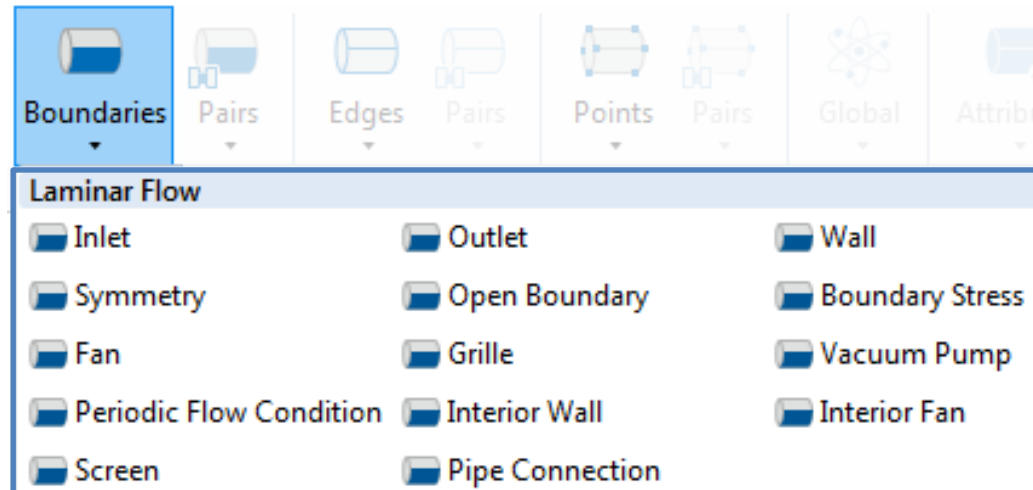 Boundaries Pairs Edges Pairs Points Pairs Global Attrib
Laminar Flow
Inlet Outlet Wall
Symmetry Open Boundary Boundary Stress
Fan Grille Vacuum Pump
Periodic Flow Condition Interior Wall Interior Fan
Screen Pipe Connection